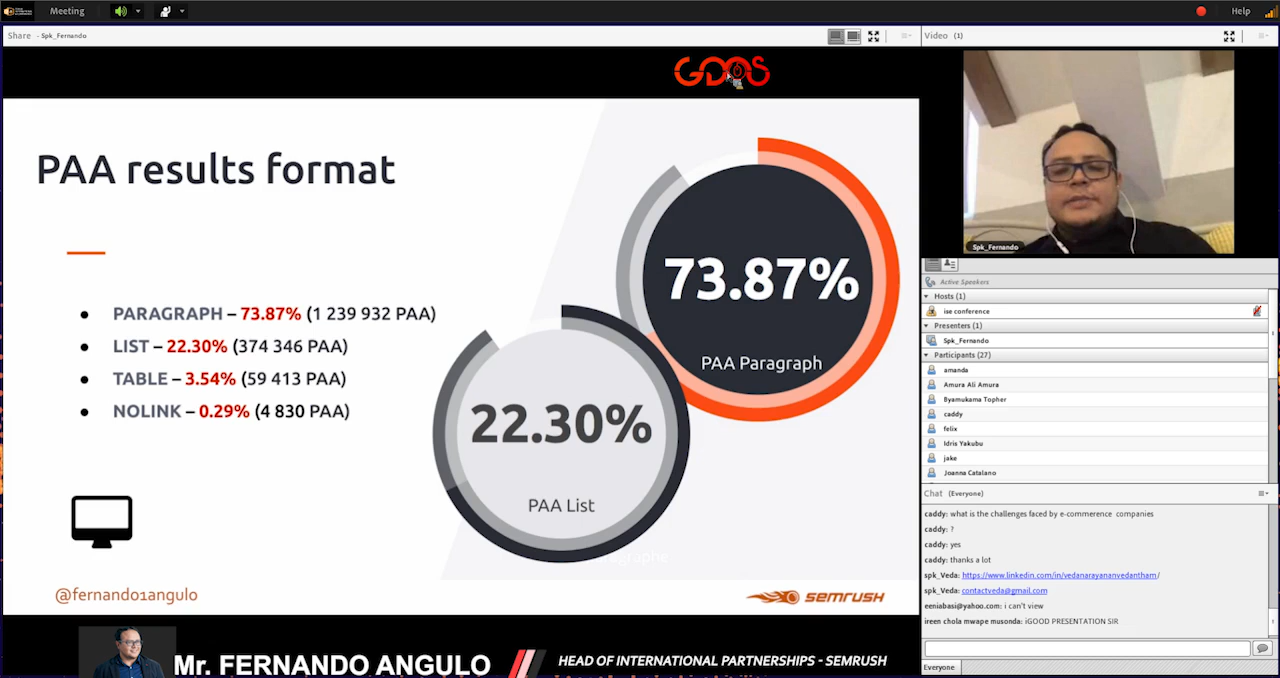 Meeting
Help
Share - Spk_Fernando
Video (1)
GDOS
PAA results format
PARAGRAPH – 73.87% (1 239 932 PAA)
LIST – 22.30% (374 346 PAA)
TABLE – 3.54% (59 413 PAA)
NOLINK – 0.29% (4 830 PAA)
73.87%
PAA Paragraph
22.30%
PAA List
@fernando1angulo
SEMRUSH
Mr. FERNANDO ANGULO
HEAD OF INTERNATIONAL PARTNERSHIPS - SEMRUSH
Spk_Fernando
Active Speakers
Hosts (1)
ise conference
Presenters (1)
Spk_Fernando
Participants (27)
amanda
Amura Ali Amura
Byamukama Topher
caddy
felix
Idris Yakubu
jake
Joanna Catalano
Chat (Everyone)
caddy: what is the challenges faced by e-commerence companies
caddy: ?
caddy: yes
caddy: thanks a lot
spk_Veda: https://www.linkedin.com/in/vedanarayananvedantham/
spk_Veda: contactveda@gmail.com
eeniabasi@yahoo.com: i can't view
ireen chola mwape musonda: iGOOD PRESENTATION SIR
Everyone